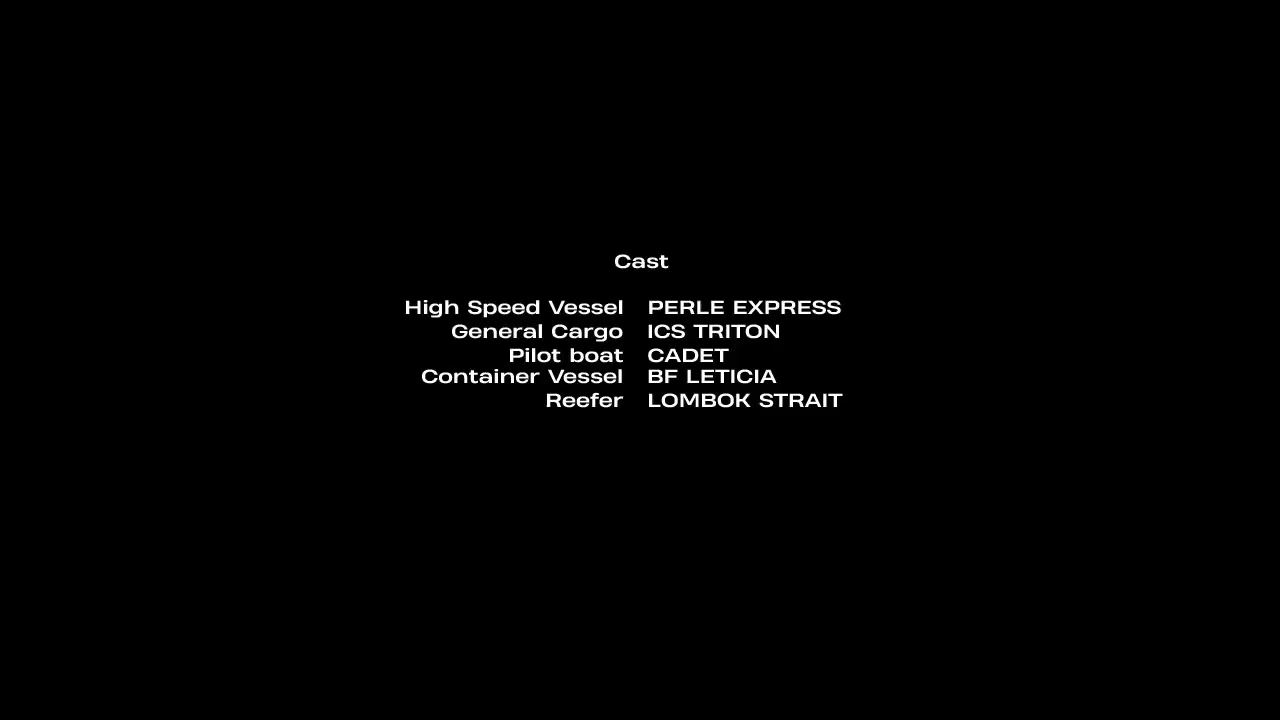 Cast
High Speed Vessel PERLE EXPRESS
General Cargo ICS TRITON
Pilot boat CADET
Container Vessel BF LETICIA
Reefer LOMBOK STRAIT